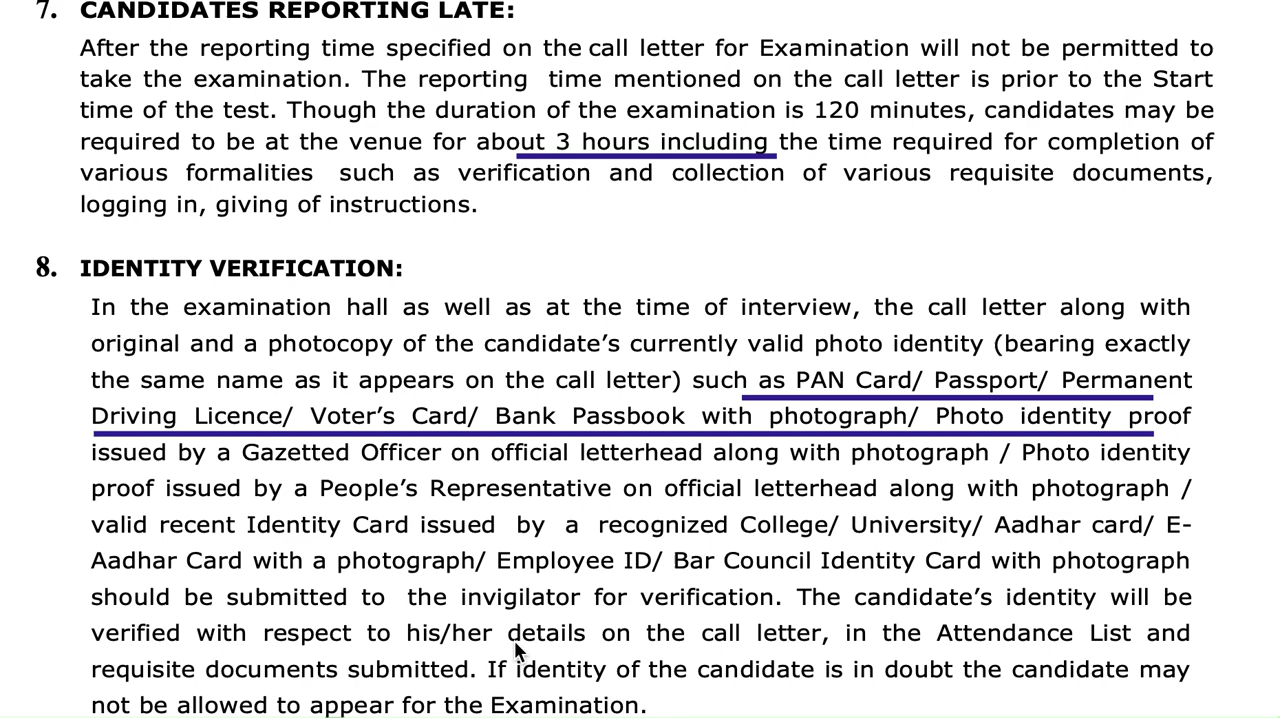 7. CANDIDATES REPORTING LATE:
After the reporting time specified on the call letter for Examination will not be permitted to
take the examination. The reporting time mentioned on the call letter is prior to the Start
time of the test. Though the duration of the examination is 120 minutes, candidates may be
required to be at the venue for about 3 hours including the time required for completion of
various formalities such as verification and collection of various requisite documents,
logging in, giving of instructions.
8. IDENTITY VERIFICATION:
In the examination hall as well as at the time of interview, the call letter along with
original and a photocopy of the candidate’s currently valid photo identity (bearing exactly
the same name as it appears on the call letter) such as PAN Card/ Passport/ Permanent
Driving Licence/ Voter’s Card/ Bank Passbook with photograph/ Photo identity proof
issued by a Gazetted Officer on official letterhead along with photograph / Photo identity
proof issued by a People’s Representative on official letterhead along with photograph /
valid recent Identity Card issued by a recognized College/ University/ Aadhar card/ E-
Aadhar Card with a photograph/ Employee ID/ Bar Council Identity Card with photograph
should be submitted to the invigilator for verification. The candidate’s identity will be
verified with respect to his/her details on the call letter, in the Attendance List and
requisite documents submitted. If identity of the candidate is in doubt the candidate may
not be allowed to appear for the Examination.